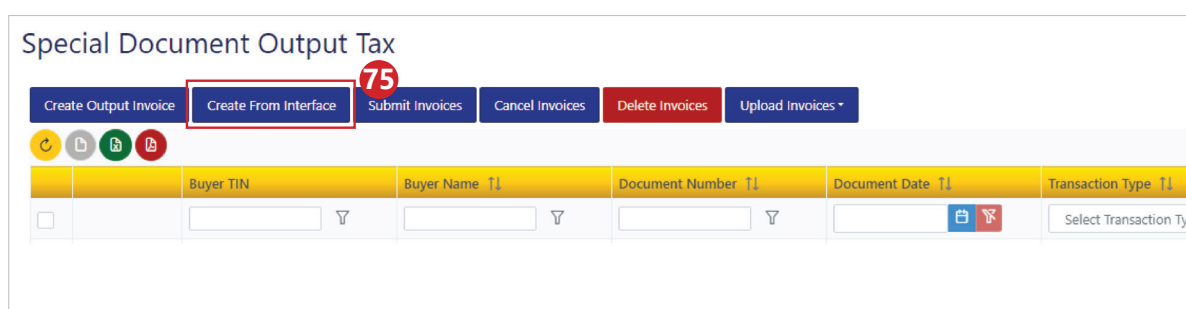 Special Document Output Tax
75
Create Output Invoice Create From Interface Submit Invoices Cancel Invoices Delete Invoices Upload Invoices
Buyer TIN Buyer Name Document Number Document Date Transaction Type
Select Transaction Ty